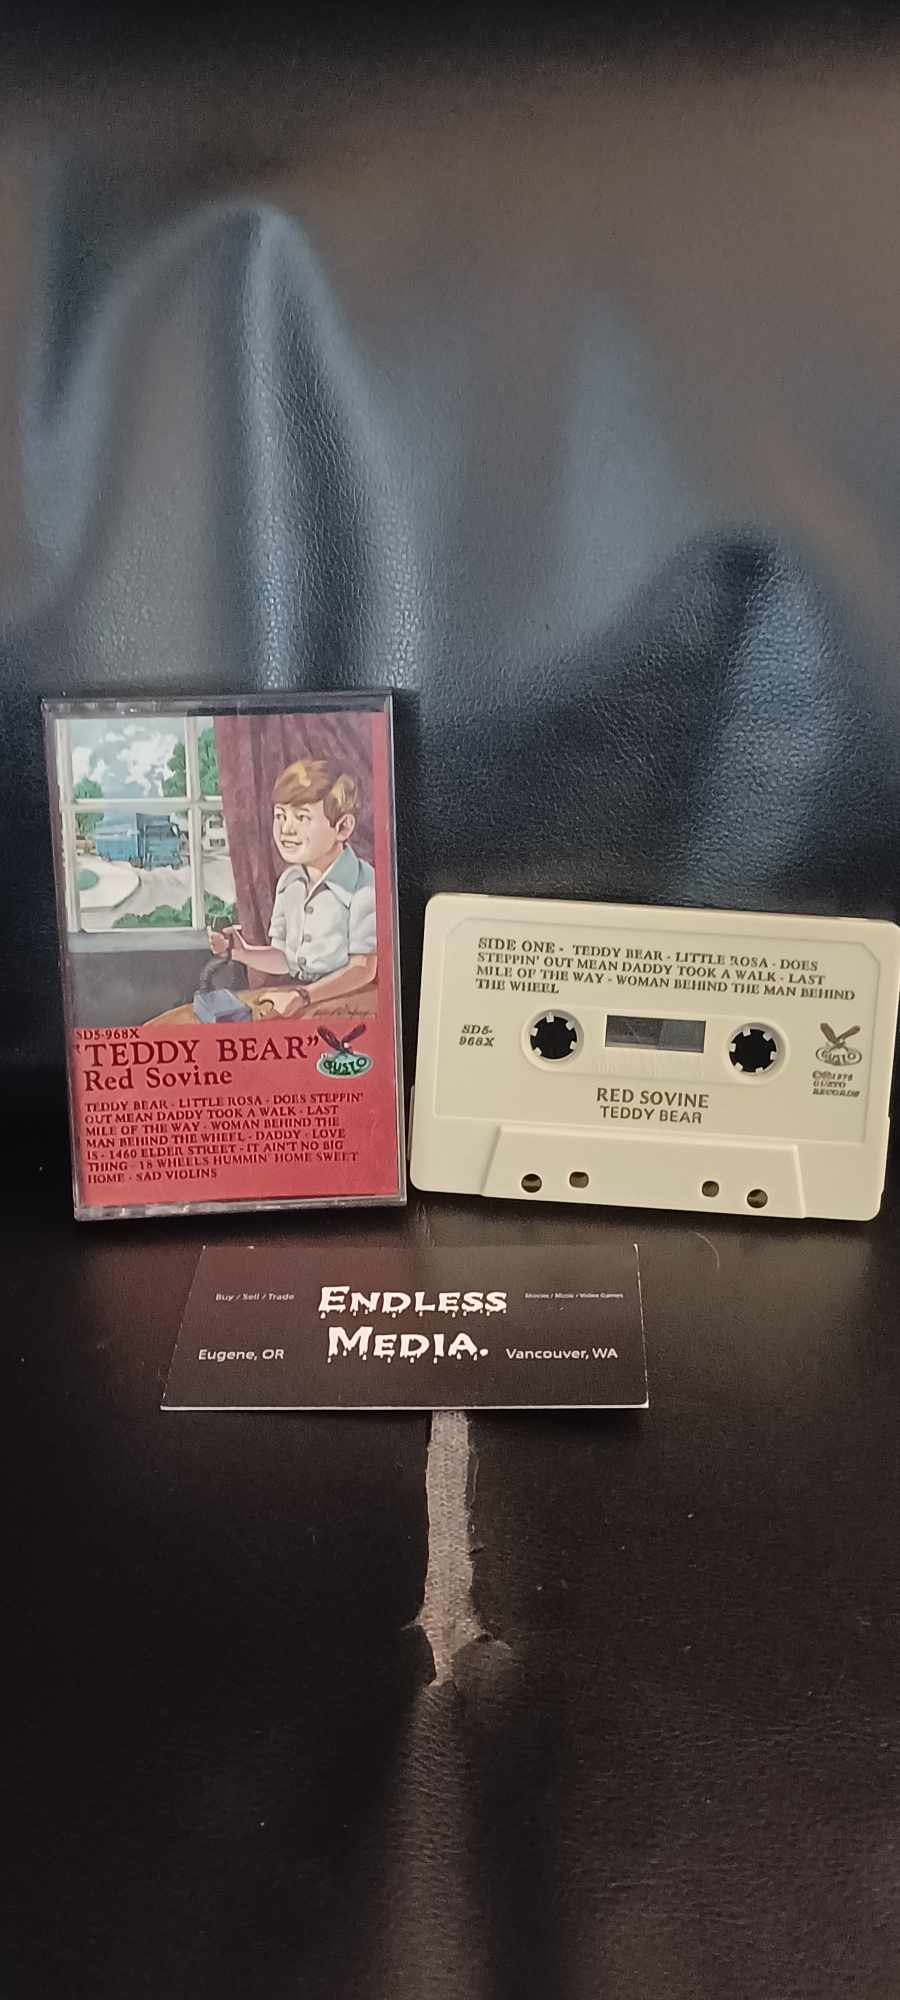 SD5-968X
"TEDDY BEAR"
Red Sovine
GUSTO
TEDDY BEAR - LITTLE ROSA - DOES STEPPIN'
OUT MEAN DADDY TOOK A WALK - LAST
MILE OF THE WAY - WOMAN BEHIND THE
MAN BEHIND THE WHEEL - DADDY - LOVE
IS - 1460 ELDER STREET - IT AIN'T NO BIG
THING - 18 WHEELS HUMMIN' HOME SWEET
HOME - SAD VIOLINS
SIDE ONE - TEDDY BEAR - LITTLE ROSA - DOES
STEPPIN' OUT MEAN DADDY TOOK A WALK - LAST
MILE OF THE WAY - WOMAN BEHIND THE MAN BEHIND
THE WHEEL
SD5-
968X
GUSTO
GUSTO
RECORDS
RED SOVINE
TEDDY BEAR
Buy / Sell / Trade
ENDLESS
MEDIA.
Movies / Music / Video Games
Eugene, OR
Vancouver, WA